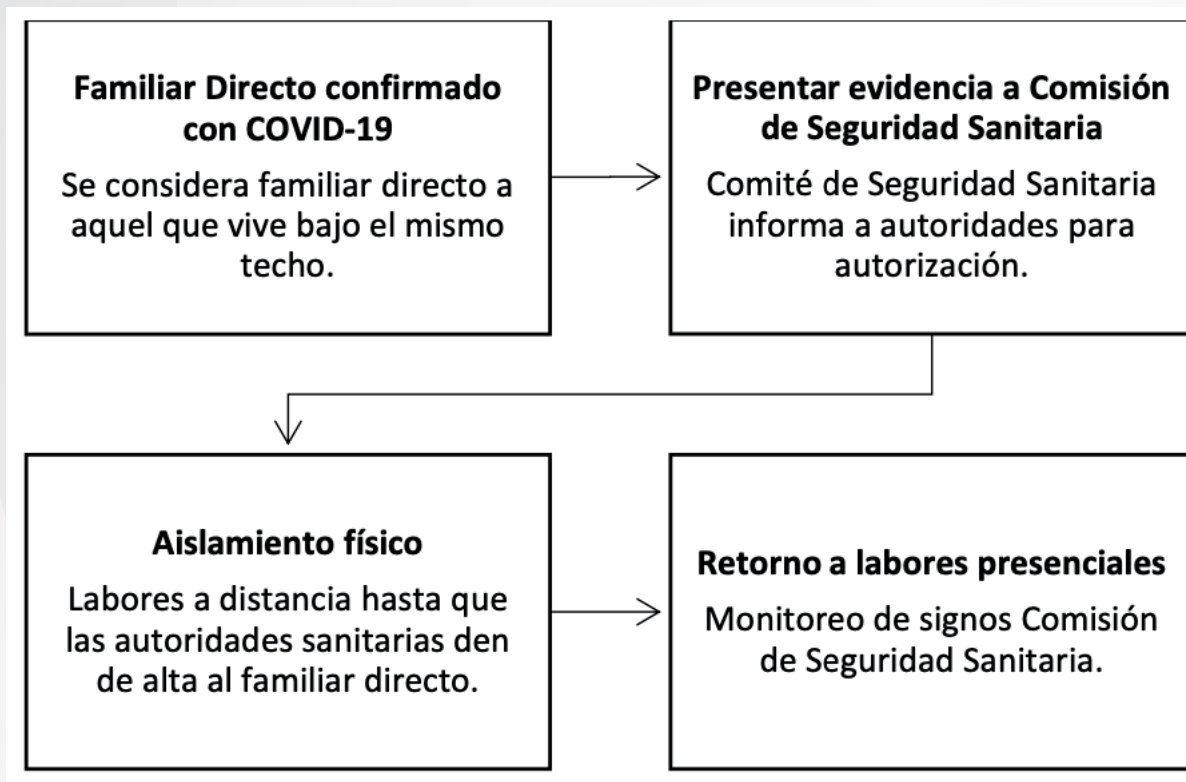 Familiar Directo confirmado
con COVID-19
Se considera familiar directo a
aquel que vive bajo el mismo
techo.
Presentar evidencia a Comisión
de Seguridad Sanitaria
Comité de Seguridad Sanitaria
informa a autoridades para
autorización.
Aislamiento físico
Labores a distancia hasta que
las autoridades sanitarias den
de alta al familiar directo.
Retorno a labores presenciales
Monitoreo de signos Comisión
de Seguridad Sanitaria.